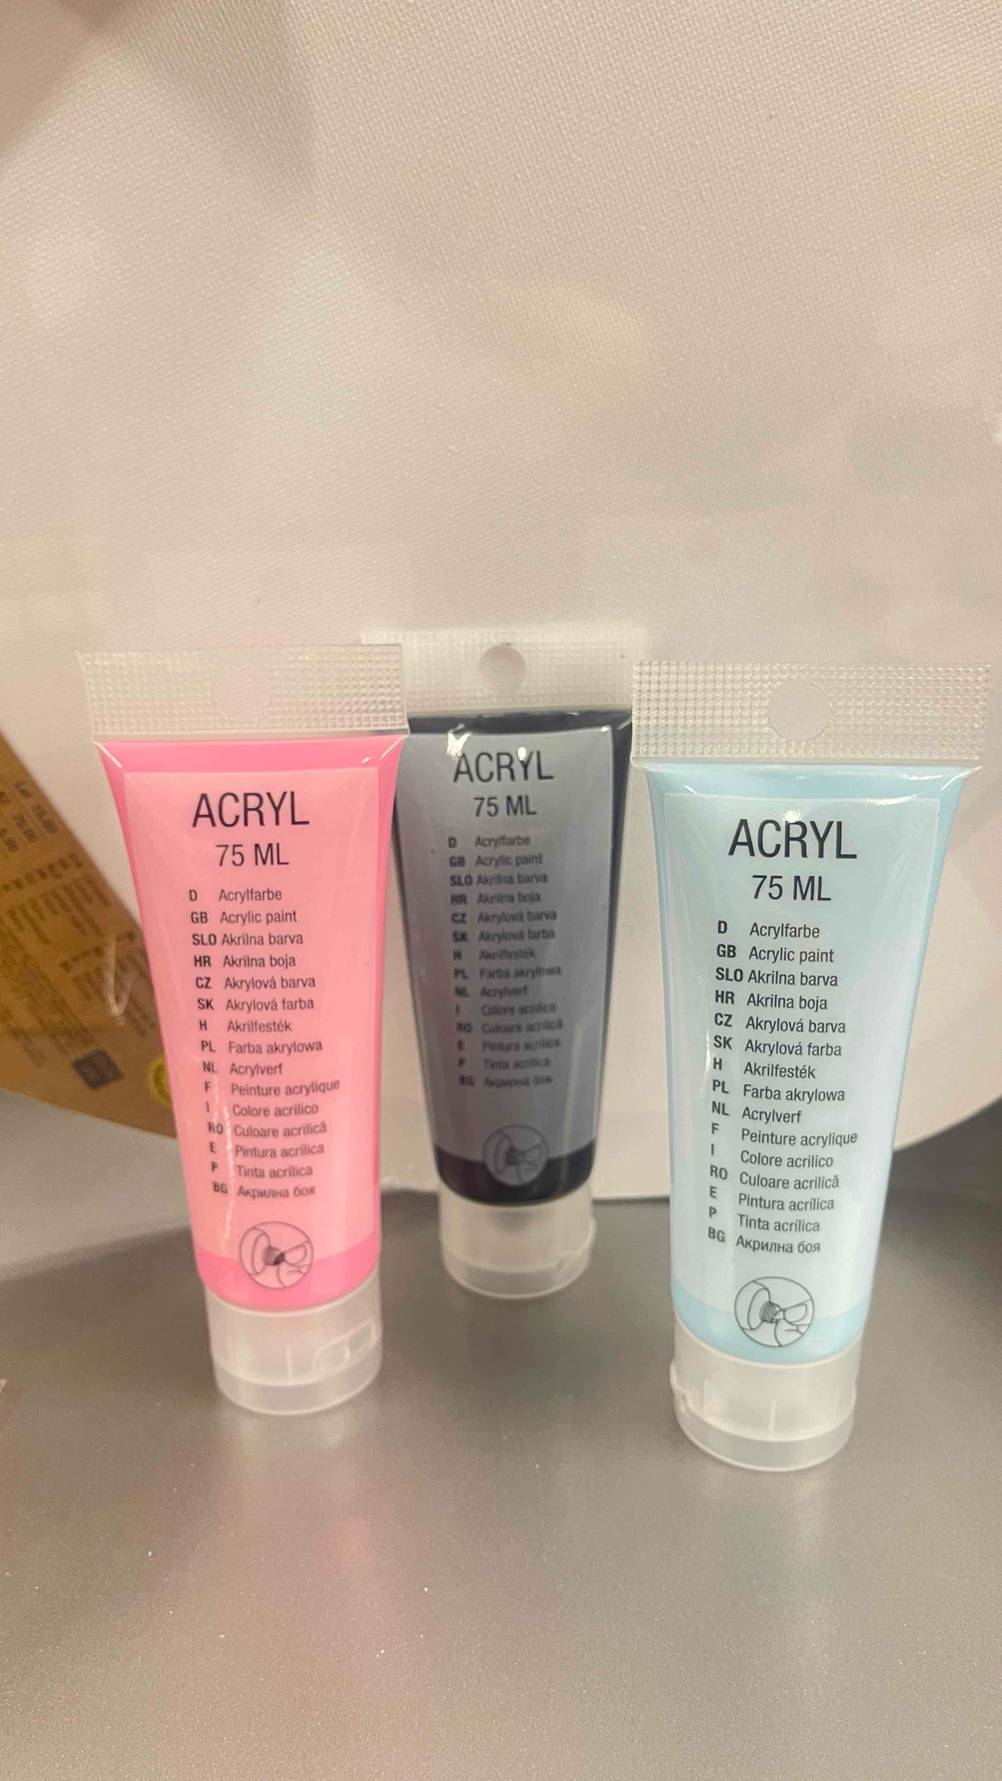 ACRYL
75 ML
D Acrylfarbe
GB Acrylic paint
SLO Akrilna barva
HR Akrilna boja
CZ Akrylová barva
SK Akrylová farba
H Akrilfesték
PL Farba akrylowa
NL Acrylverf
F Peinture acrylique
I Colore acrilico
RO Culoare acrilică
E Pintura acrílica
P Tinta acrílica
BG Акрилна боя
ACRYL
75 ML
D Acrylfarbe
GB Acrylic paint
SLO Akrilna barva
HR Akrilna boja
CZ Akrylová barva
SK Akrylová farba
H Akrilfesték
PL Farba akrylowa
NL Acrylverf
I Colore acrilico
RO Culoare acrilică
E Pintura acrílica
P Tinta acrílica
BG Акрилна боя
ACRYL
75 ML
D Acrylfarbe
GB Acrylic paint
SLO Akrilna barva
HR Akrilna boja
CZ Akrylová barva
SK Akrylová farba
H Akrilfesték
PL Farba akrylowa
NL Acrylverf
F Peinture acrylique
I Colore acrilico
RO Culoare acrilică
E Pintura acrílica
P Tinta acrílica
BG Акрилна боя